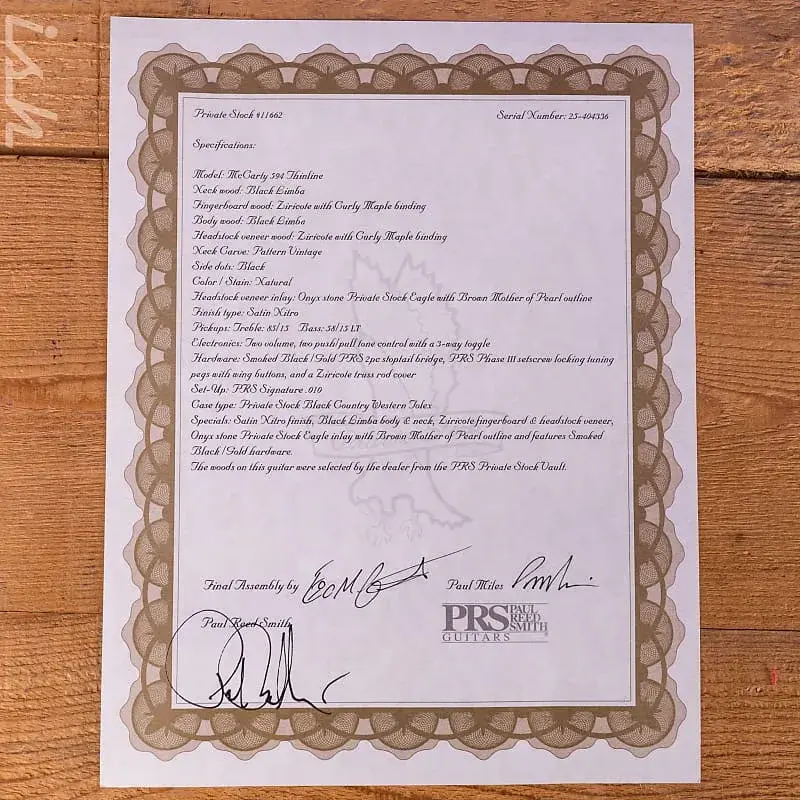 ish
Private Stock #11662
Serial Number: 25-404336
Specifications:
Model: McCarty 594 Thinline
Neck wood: Black Limba
Fingerboard wood: Ziricote with Curly Maple binding
Body wood: Black Limba
Headstock veneer wood: Ziricote with Curly Maple binding
Neck Carve: Pattern Vintage
Side dots: Black
Color / Stain: Natural
Headstock veneer inlay: Onyx stone Private Stock Eagle with Brown Mother of Pearl outline
Finish type: Satin Nitro
Pickups: Treble: 85/15 Bass: 58/15 LT
Electronics: Two volume, two push/pull tone control with a 3-way toggle
Hardware: Smoked Black / Gold PRS 2pc stoptail bridge, PRS Phase III setscrew locking tuning
pegs with wing buttons, and a Ziricote truss rod cover
Set-Up: PRS Signature .010
Case type: Private Stock Black Country Western Tolex
Specials: Satin Nitro finish, Black Limba body & neck, Ziricote fingerboard & headstock veneer,
Onyx stone Private Stock Eagle inlay with Brown Mother of Pearl outline and features Smoked
Black / Gold hardware.
The woods on this guitar were selected by the dealer from the PRS Private Stock Vault.
Final Assembly by
Paul Miles
Paul Reed Smith
PRS PAUL REED SMITH
GUITARS